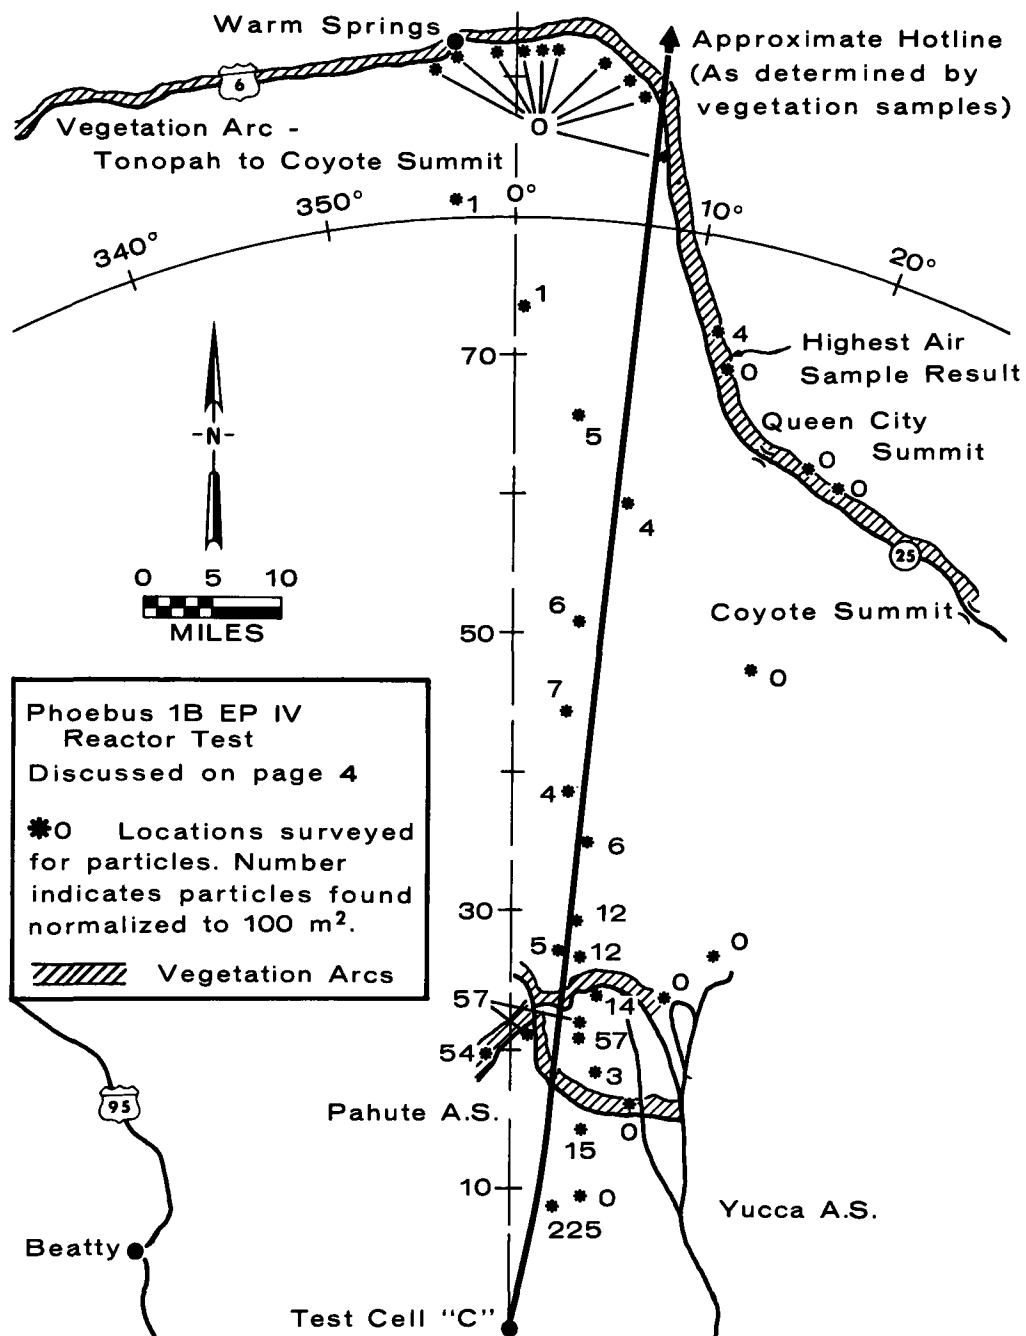 Warm Springs
Approximate Hotline
(As determined by
vegetation samples)
6
Vegetation Arc -
Tonopah to Coyote Summit
0
1
0°
350°
10°
340°
20°
1
4
70
Highest Air
Sample Result
0
5
Queen City
Summit
-N-
0
0
4
25
0 5 10
MILES
6
Coyote Summit
50
0
7
Phoebus 1B EP IV
Reactor Test
Discussed on page 4
4
*0 Locations surveyed
for particles. Number
indicates particles found
normalized to 100 m².
Vegetation Arcs
6
30
12
5
12
0
0
57
14
57
54
3
95
Pahute A.S.
0
15
10
0
225
Yucca A.S.
Beatty
Test Cell "C"